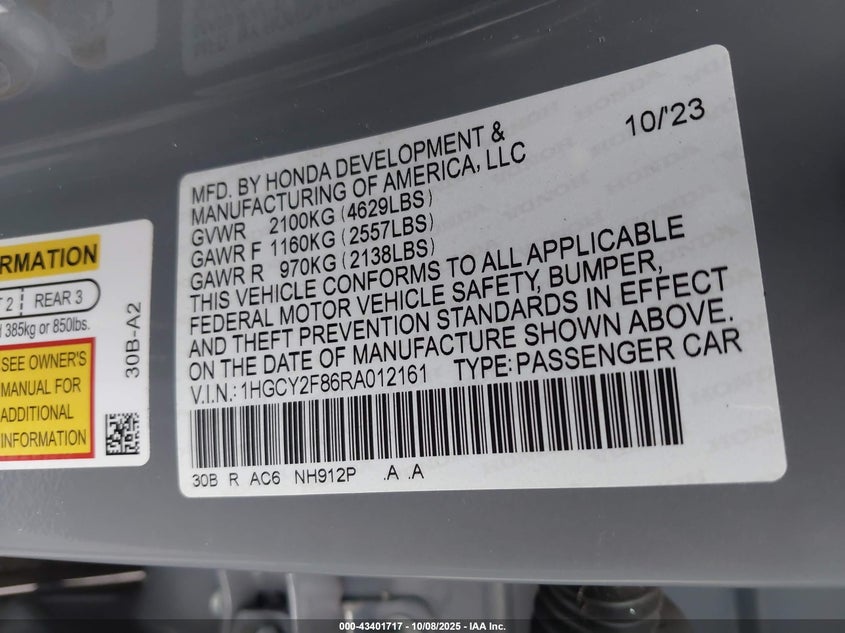 10/'23
MFD. BY HONDA DEVELOPMENT &
MANUFACTURING OF AMERICA, LLC
GVWR 2100KG (4629LBS)
GAWR F 1160KG (2557LBS)
GAWR R 970KG (2138LBS)
THIS VEHICLE CONFORMS TO ALL APPLICABLE
FEDERAL MOTOR VEHICLE SAFETY, BUMPER,
AND THEFT PREVENTION STANDARDS IN EFFECT
ON THE DATE OF MANUFACTURE SHOWN ABOVE.
V.I.N.: 1HGCY2F86RA012161 TYPE: PASSENGER CAR
30B R AC6 NH912P .A .A
RMATION
T 2 REAR 3
385kg or 850lbs.
SEE OWNER'S
MANUAL FOR
ADDITIONAL
INFORMATION
30B-A2
000-43401717 - 10/08/2025 - IAA Inc.